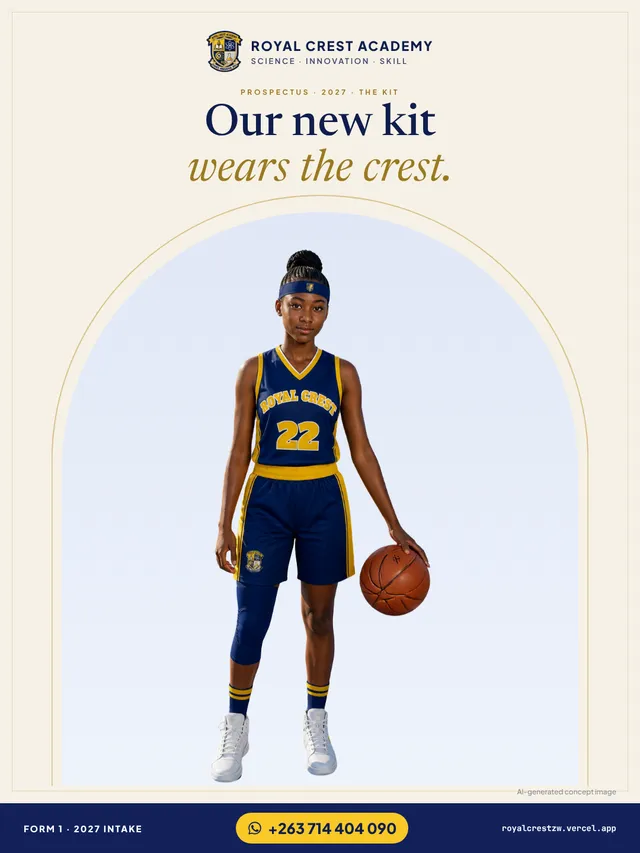 ROYAL CREST ACADEMY
SCIENCE · INNOVATION · SKILL
PROSPECTUS · 2027 · THE KIT
Our new kit
wears the crest.
ROYAL CREST
22
AI-generated concept image
FORM 1 · 2027 INTAKE
+263 714 404 090
royalcrestzw.vercel.app